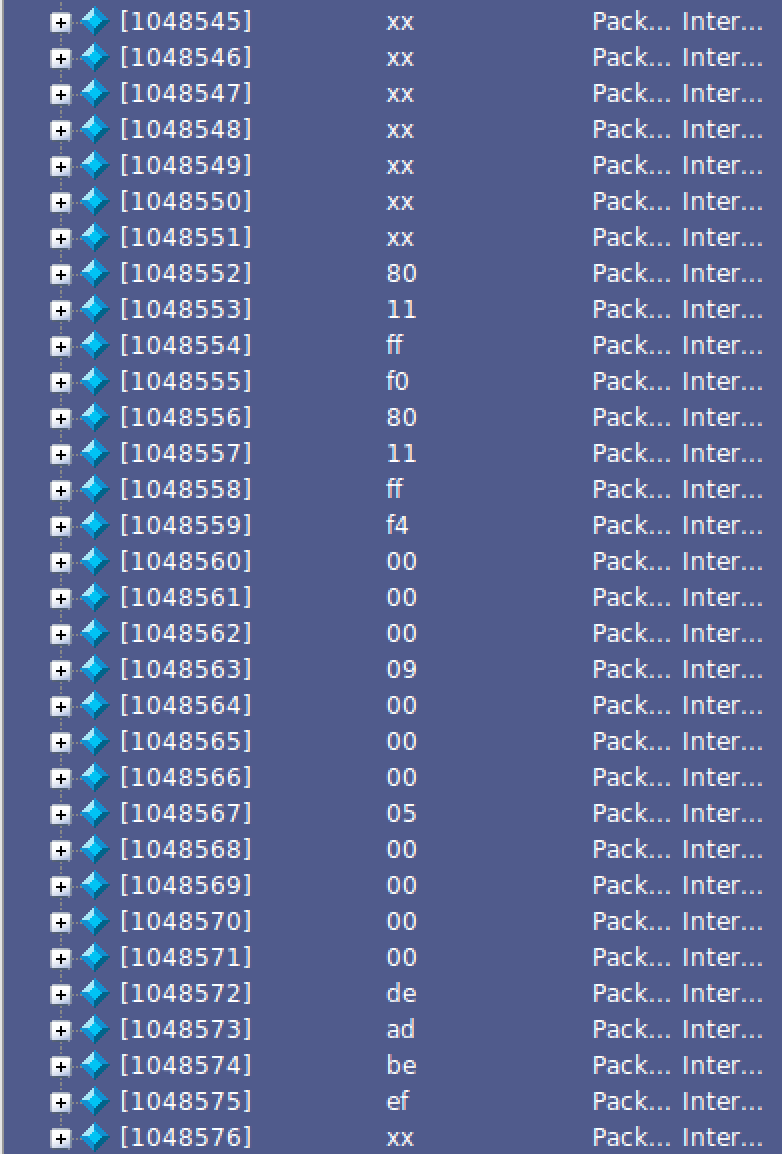 [1048545] xx Pack... Inter...
[1048546] xx Pack... Inter...
[1048547] xx Pack... Inter...
[1048548] xx Pack... Inter...
[1048549] xx Pack... Inter...
[1048550] xx Pack... Inter...
[1048551] xx Pack... Inter...
[1048552] 80 Pack... Inter...
[1048553] 11 Pack... Inter...
[1048554] ff Pack... Inter...
[1048555] f0 Pack... Inter...
[1048556] 80 Pack... Inter...
[1048557] 11 Pack... Inter...
[1048558] ff Pack... Inter...
[1048559] f4 Pack... Inter...
[1048560] 00 Pack... Inter...
[1048561] 00 Pack... Inter...
[1048562] 00 Pack... Inter...
[1048563] 09 Pack... Inter...
[1048564] 00 Pack... Inter...
[1048565] 00 Pack... Inter...
[1048566] 00 Pack... Inter...
[1048567] 05 Pack... Inter...
[1048568] 00 Pack... Inter...
[1048569] 00 Pack... Inter...
[1048570] 00 Pack... Inter...
[1048571] 00 Pack... Inter...
[1048572] de Pack... Inter...
[1048573] ad Pack... Inter...
[1048574] be Pack... Inter...
[1048575] ef Pack... Inter...
[1048576] xx Pack... Inter...